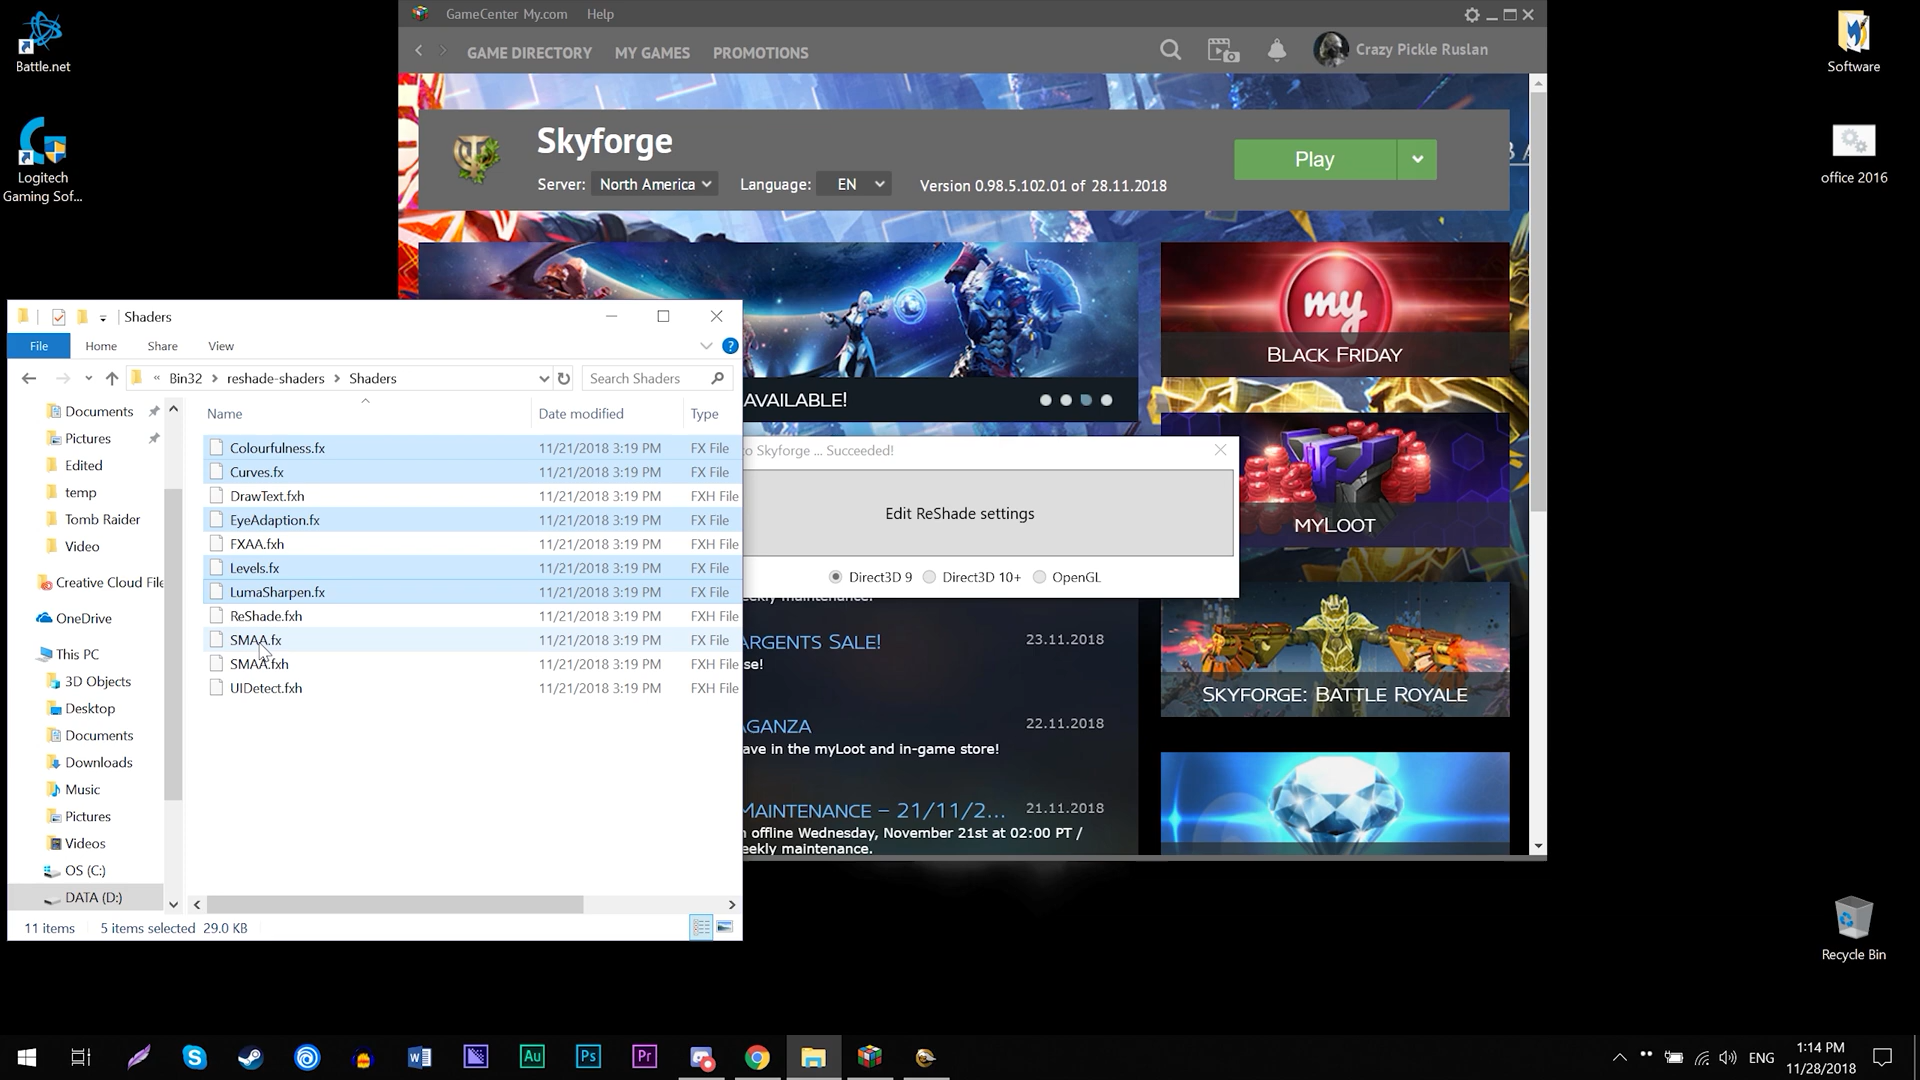 Battle.net
Logitech
Gaming Sof...
GameCenter My.com
Help
GAME DIRECTORY
MY GAMES
PROMOTIONS
Crazy Pickle Ruslan
Skyforge
Server:
North America
Language:
EN
Version 0.98.5.102.01 of 28.11.2018
Play
AVAILABLE!
my
BLACK FRIDAY
MYLOOT
SKYFORGE: BATTLE ROYALE
to Skyforge ... Succeeded!
Edit ReShade settings
Direct3D 9
Direct3D 10+
OpenGL
eekly maintenance.
ARGENTS SALE!
23.11.2018
se!
AGANZA
22.11.2018
ave in the myLoot and in-game store!
MAINTENANCE – 21/11/2...
21.11.2018
n offline Wednesday, November 21st at 02:00 PT /
eekly maintenance.
Shaders
File
Home
Share
View
« Bin32 > reshade-shaders > Shaders
Search Shaders
Name
Date modified
Type
Documents
Pictures
Edited
temp
Tomb Raider
Video
Creative Cloud File
OneDrive
This PC
3D Objects
Desktop
Documents
Downloads
Music
Pictures
Videos
OS (C:)
DATA (D:)
Colourfulness.fx 11/21/2018 3:19 PM FX File
Curves.fx 11/21/2018 3:19 PM FX File
DrawText.fxh 11/21/2018 3:19 PM FXH File
EyeAdaption.fx 11/21/2018 3:19 PM FX File
FXAA.fxh 11/21/2018 3:19 PM FXH File
Levels.fx 11/21/2018 3:19 PM FX File
LumaSharpen.fx 11/21/2018 3:19 PM FX File
ReShade.fxh 11/21/2018 3:19 PM FXH File
SMAA.fx 11/21/2018 3:19 PM FX File
SMAA.fxh 11/21/2018 3:19 PM FXH File
UIDetect.fxh 11/21/2018 3:19 PM FXH File
11 items
5 items selected 29.0 KB
Software
office 2016
Recycle Bin
Au
Ps
Pr
ENG
1:14 PM
11/28/2018